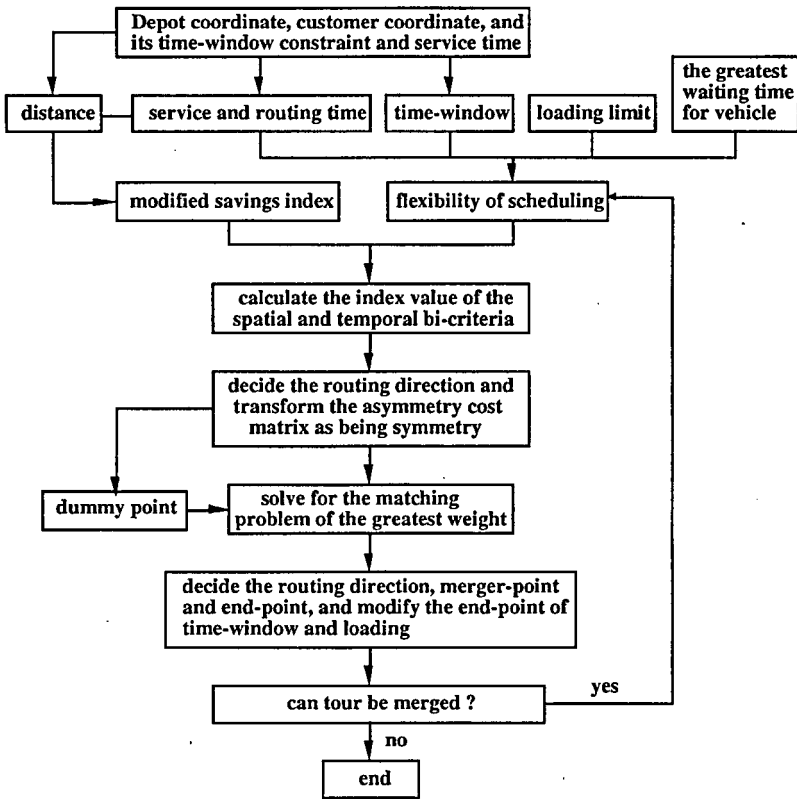 Depot coordinate, customer coordinate, and
its time-window constraint and service time
the greatest
waiting time
for vehicle
distance
service and routing time
time-window
loading limit
modified savings index
flexibility of scheduling
calculate the index value of the
spatial and temporal bi-criteria
decide the routing direction and
transform the asymmetry cost
matrix as being symmetry
dummy point
solve for the matching
problem of the greatest weight
decide the routing direction, merger-point
and end-point, and modify the end-point of
time-window and loading
can tour be merged ?
yes
no
end